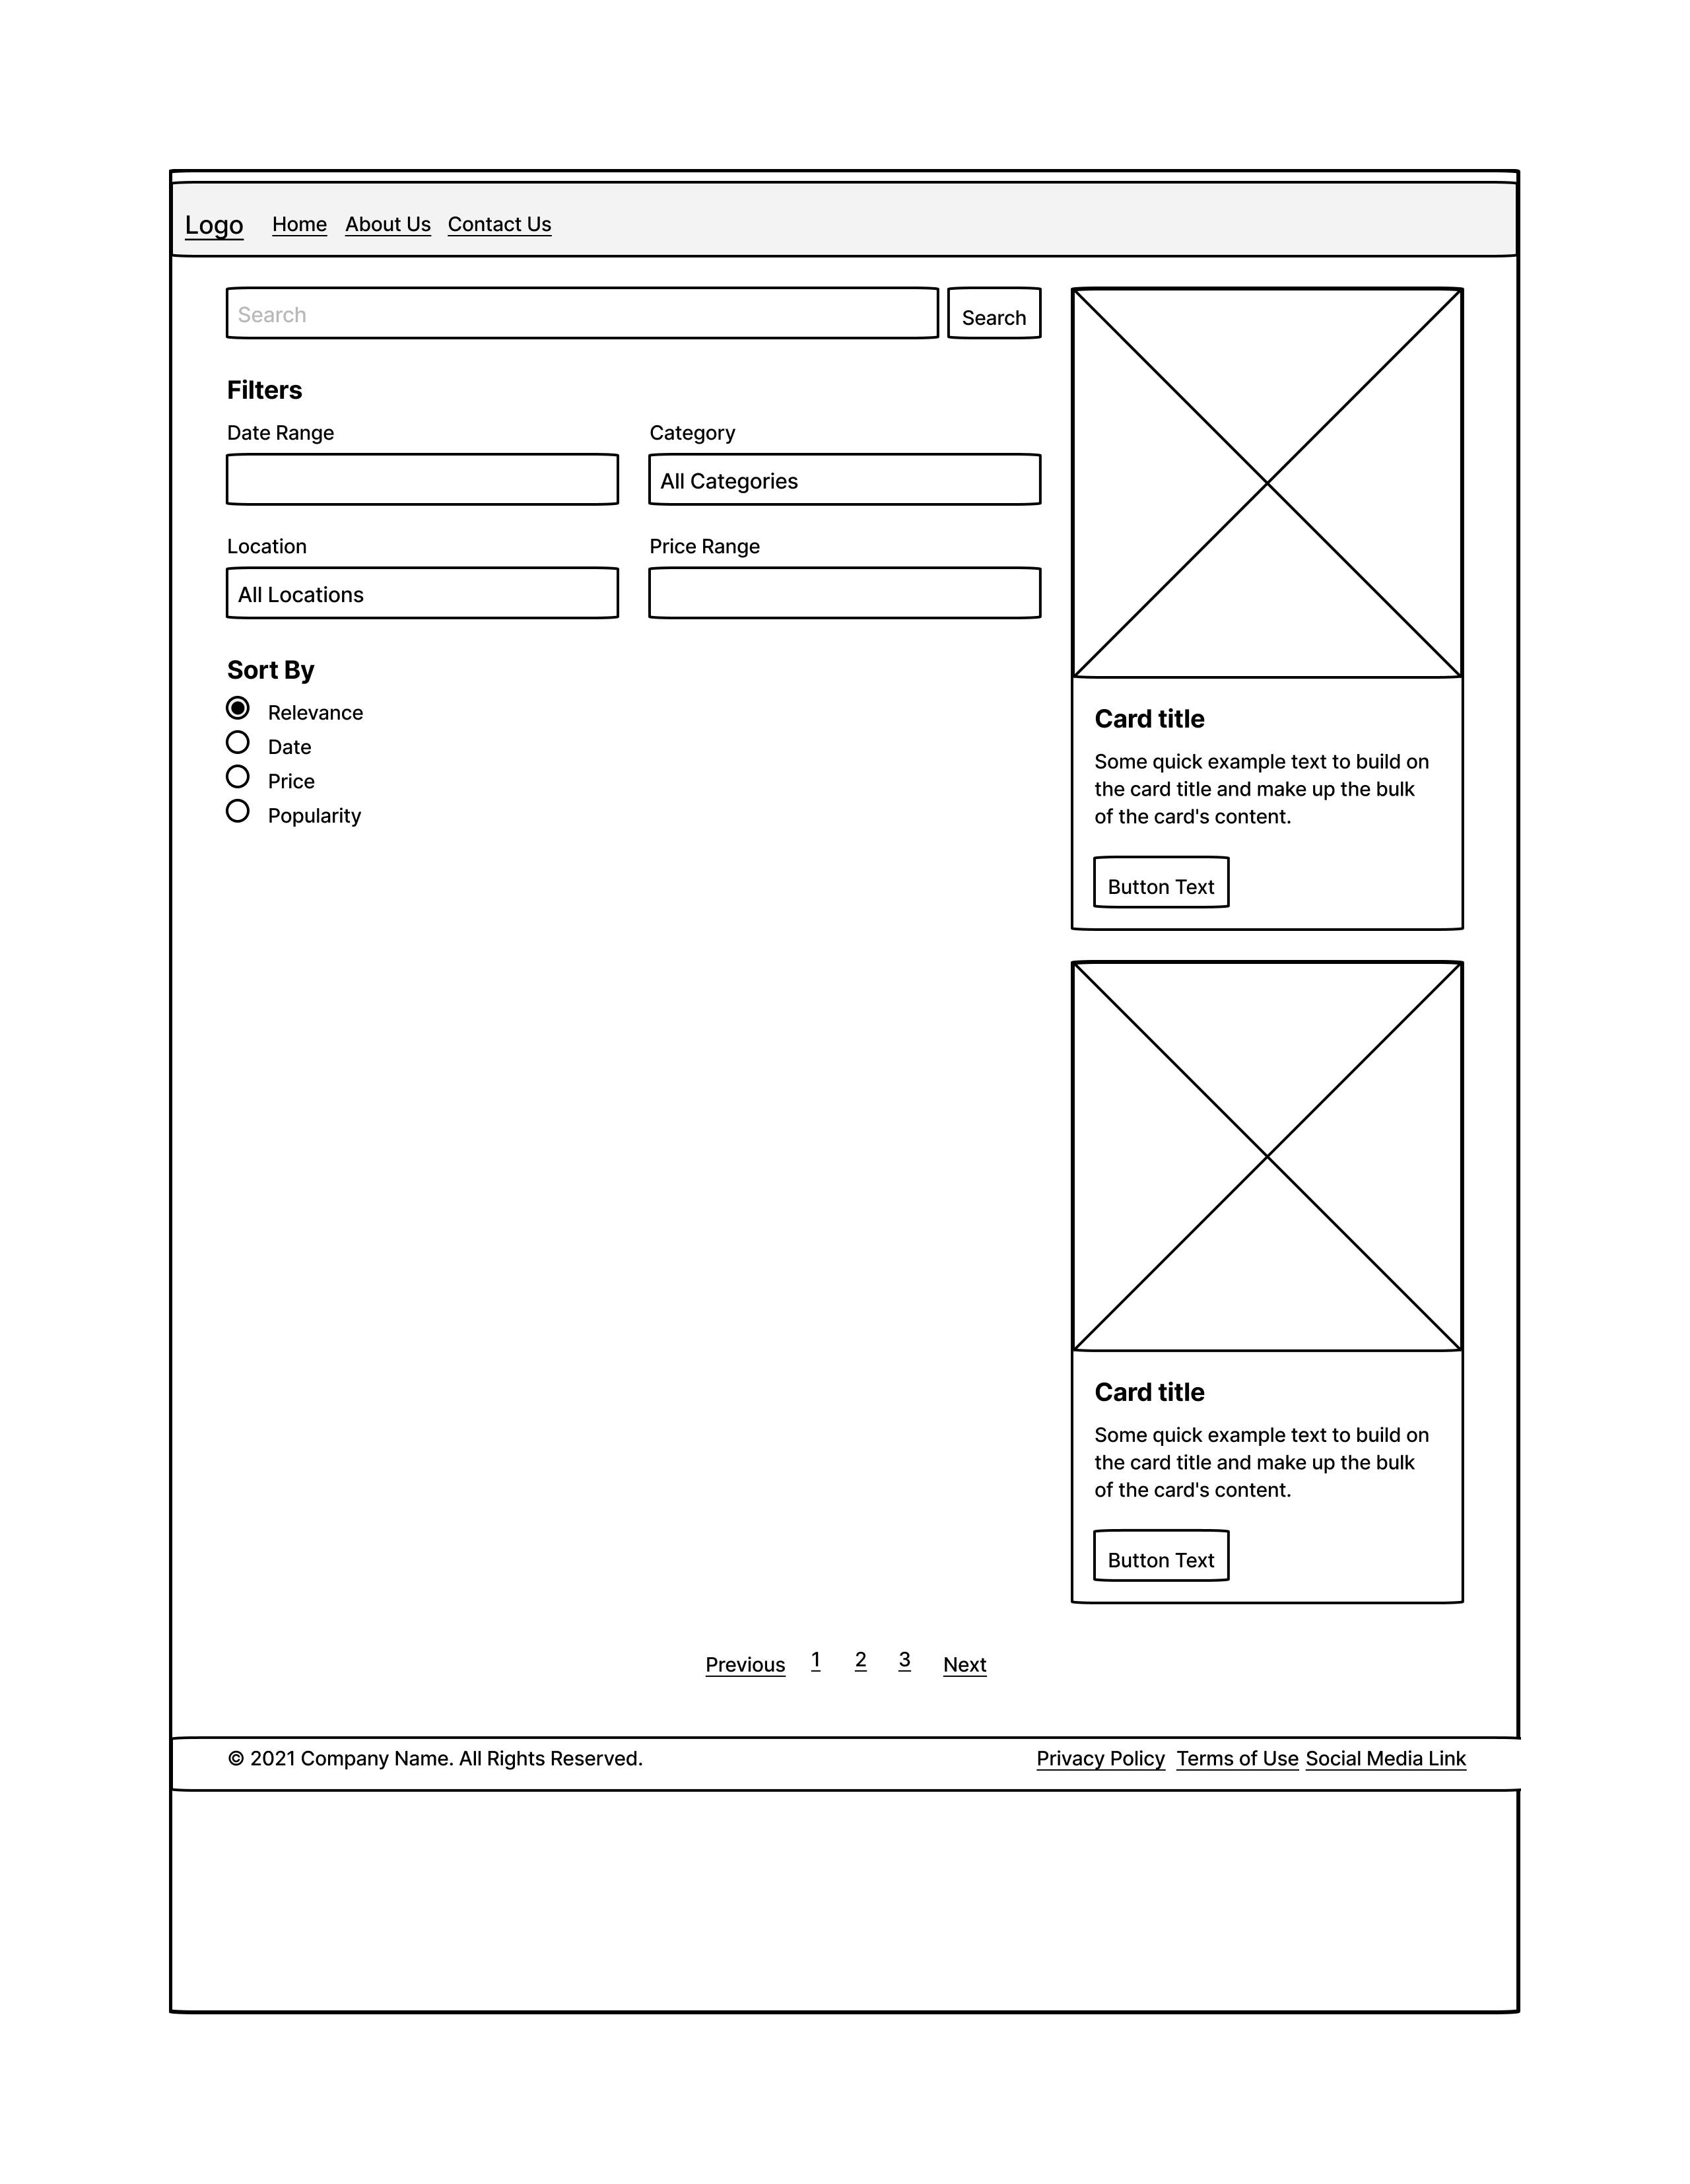 Logo Home About Us Contact Us
Search
Search
Filters
Date Range
Category
All Categories
Location
Price Range
All Locations
Sort By
Relevance
Date
Price
Popularity
Card title
Some quick example text to build on
the card title and make up the bulk
of the card's content.
Button Text
Card title
Some quick example text to build on
the card title and make up the bulk
of the card's content.
Button Text
Previous 1 2 3 Next
© 2021 Company Name. All Rights Reserved.
Privacy Policy Terms of Use Social Media Link